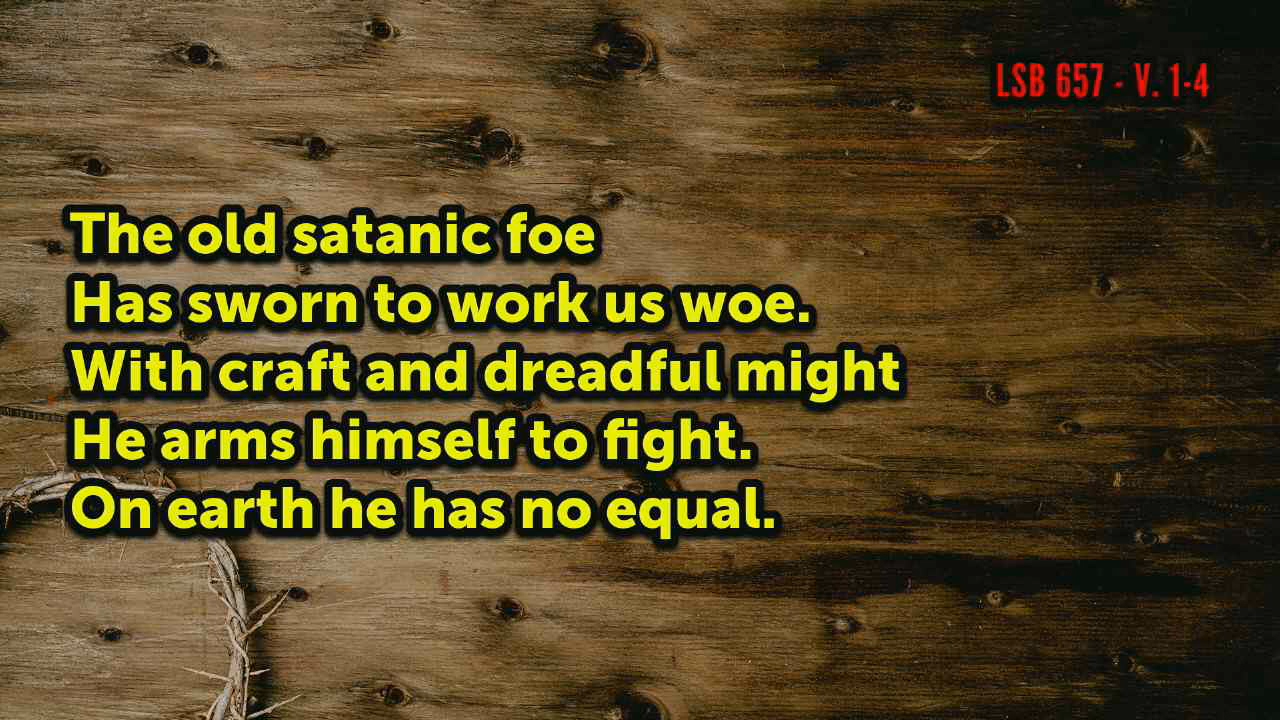 LSB 657 - V. 1-4
The old satanic foe
Has sworn to work us woe.
With craft and dreadful might
He arms himself to fight.
On earth he has no equal.